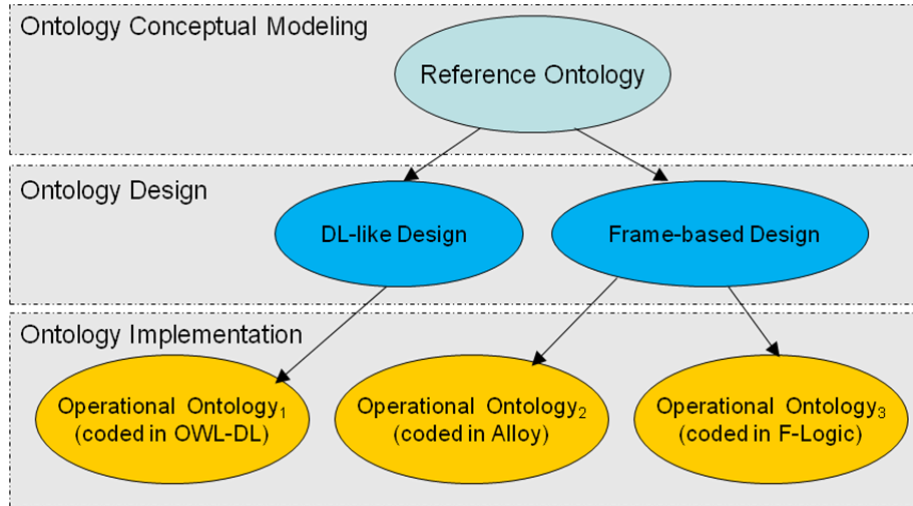 Ontology Conceptual Modeling
Reference Ontology
Ontology Design
DL-like Design
Frame-based Design
Ontology Implementation
Operational Ontology₁
(coded in OWL-DL)
Operational Ontology₂
(coded in Alloy)
Operational Ontology₃
(coded in F-Logic)